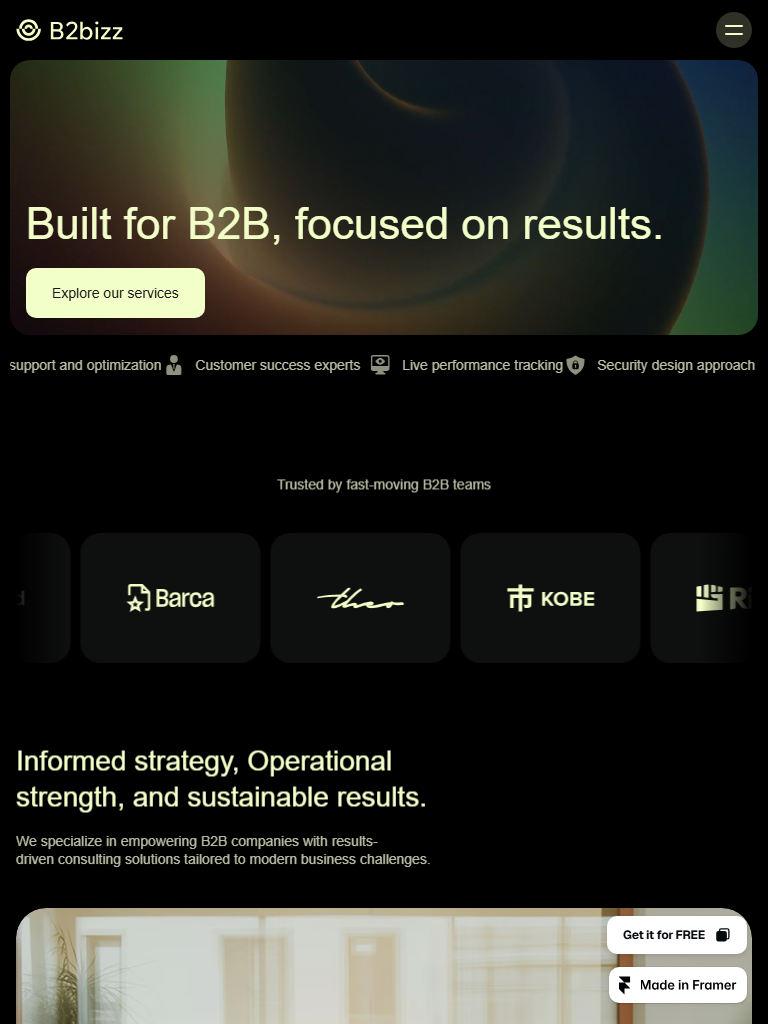 B2bizz
Built for B2B, focused on results.
Explore our services
support and optimization
Customer success experts
Live performance tracking
Security design approach
Trusted by fast-moving B2B teams
Barca
theo
KOBE
Informed strategy, Operational
strength, and sustainable results.
We specialize in empowering B2B companies with results-
driven consulting solutions tailored to modern business challenges.
Get it for FREE
Made in Framer